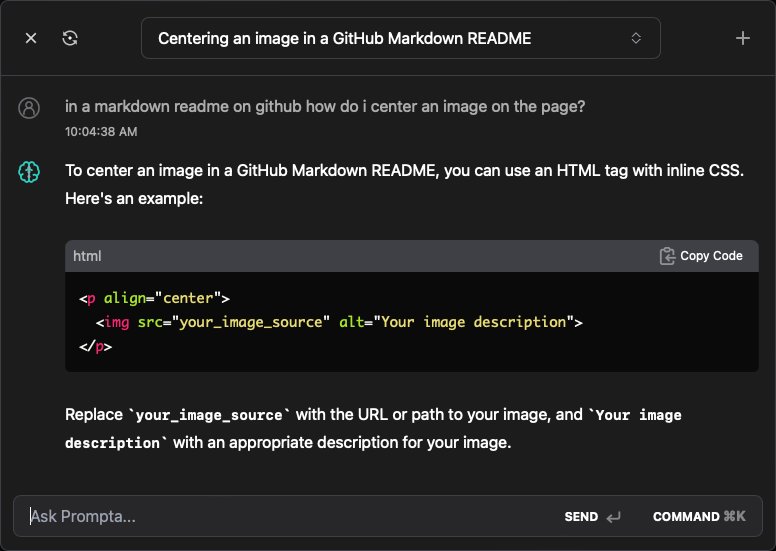 Centering an image in a GitHub Markdown README
in a markdown readme on github how do i center an image on the page?
10:04:38 AM
To center an image in a GitHub Markdown README, you can use an HTML tag with inline CSS.
Here's an example:
html
Copy Code
<p align="center">
  <img src="your_image_source" alt="Your image description">
</p>
Replace `your_image_source` with the URL or path to your image, and `Your image
description` with an appropriate description for your image.
Ask Prompta...
SEND
COMMAND ⌘K